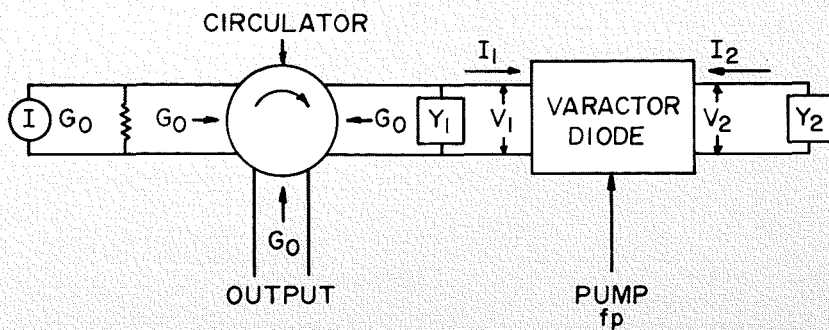 CIRCULATOR
I G₀ G₀ G₀ Y₁ I₁ V₁ VARACTOR DIODE I₂ V₂ Y₂
G₀
OUTPUT PUMP
fp